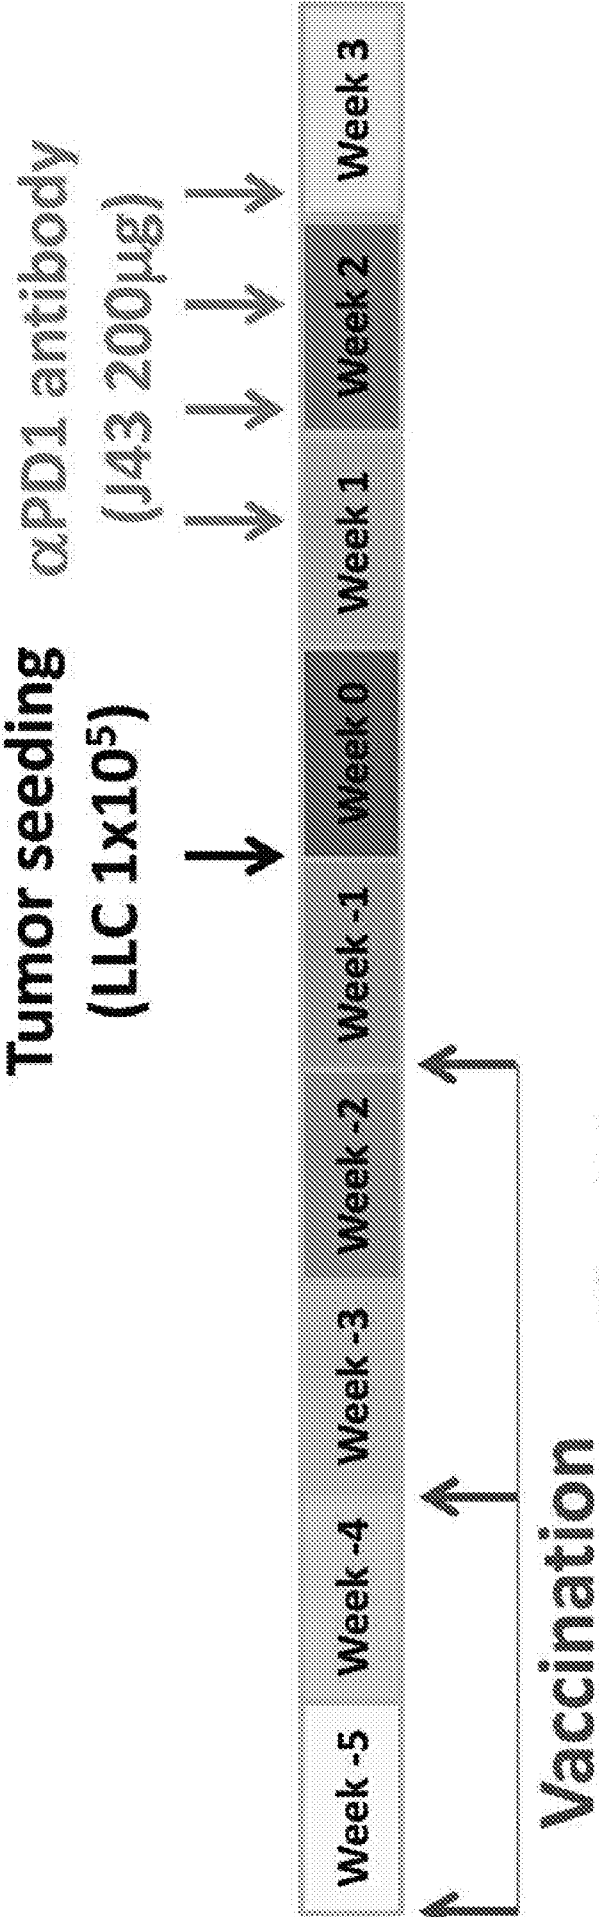 Tumor seeding
(LLC 1x10⁵)
αPD1 antibody
(J43 200µg)
Week -5
Week -4
Week -3
Week -2
Week -1
Week 0
Week 1
Week 2
Week 3
Vaccination